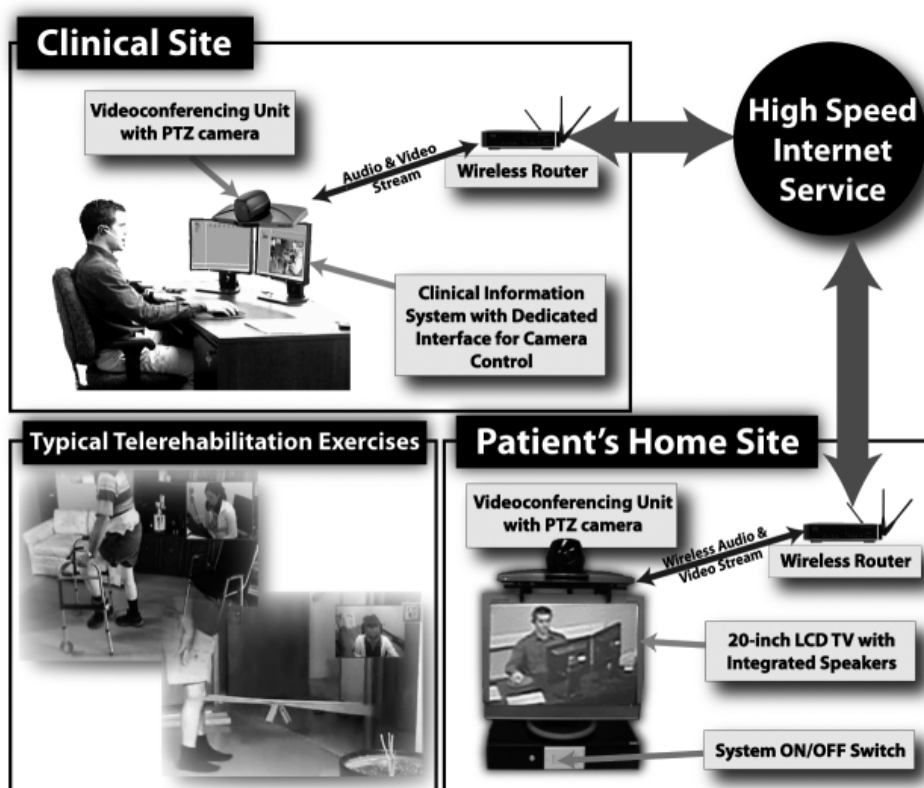 Clinical Site
Videoconferencing Unit
with PTZ camera
Audio & Video
Stream
Wireless Router
High Speed
Internet
Service
Clinical Information
System with Dedicated
Interface for Camera
Control
Typical Telerehabilitation Exercises
Patient's Home Site
Videoconferencing Unit
with PTZ camera
Wireless Audio &
Video Stream
Wireless Router
20-inch LCD TV with
Integrated Speakers
System ON/OFF Switch